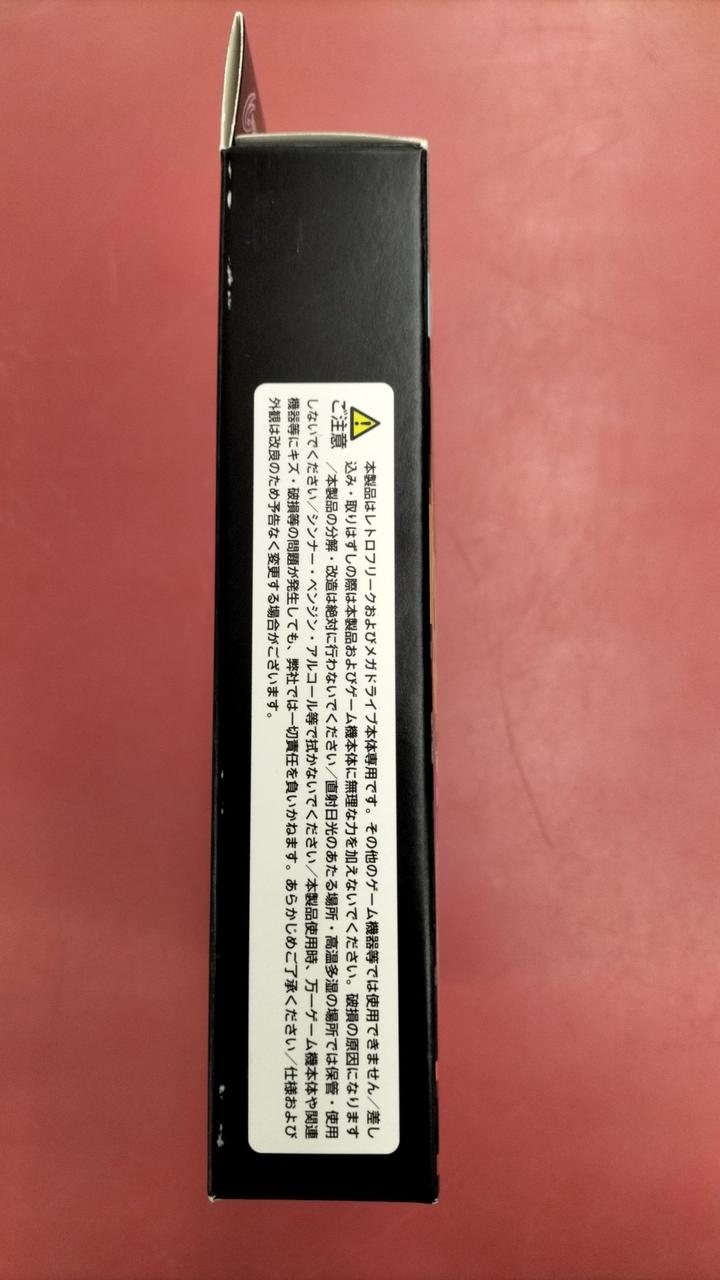 ご注意
本製品はレトロフリークおよびメガドライブ本体専用です。その他のゲーム機器等では使用できません／差し
込み・取りはずしの際は本製品およびゲーム機本体に無理な力を加えないでください。破損の原因になります
／本製品の分解・改造は絶対に行わないでください／直射日光のあたる場所・高温多湿の場所では保管・使用
しないでください／シンナー・ベンジン・アルコール等で拭かないでください／本製品使用時、万一ゲーム機本体や関連
機器等にキズ・破損等の問題が発生しても、弊社では一切責任を負いかねます。あらかじめご了承ください／仕様および
外観は改良のため予告なく変更する場合がございます。